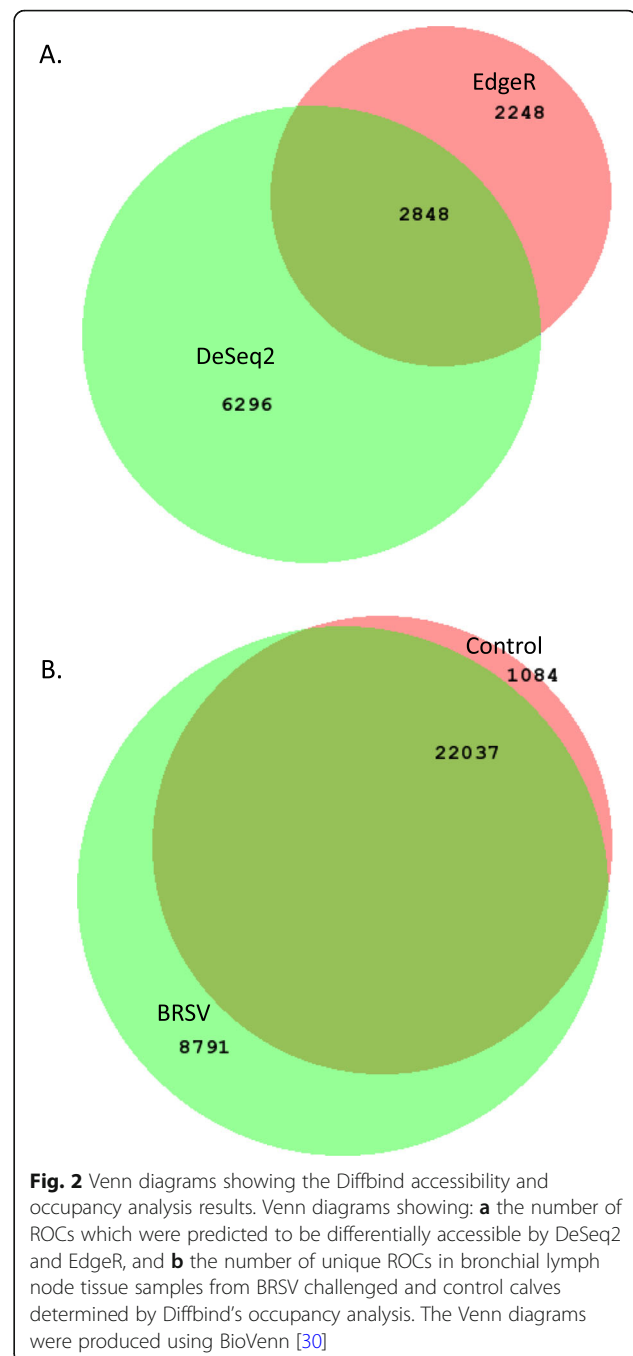 A.
EdgeR
2248
2848
DeSeq2
6296
B.
Control
1084
22037
BRSV
8791
Fig. 2 Venn diagrams showing the Diffbind accessibility and
occupancy analysis results. Venn diagrams showing: a the number of
ROCs which were predicted to be differentially accessible by DeSeq2
and EdgeR, and b the number of unique ROCs in bronchial lymph
node tissue samples from BRSV challenged and control calves
determined by Diffbind's occupancy analysis. The Venn diagrams
were produced using BioVenn [30]